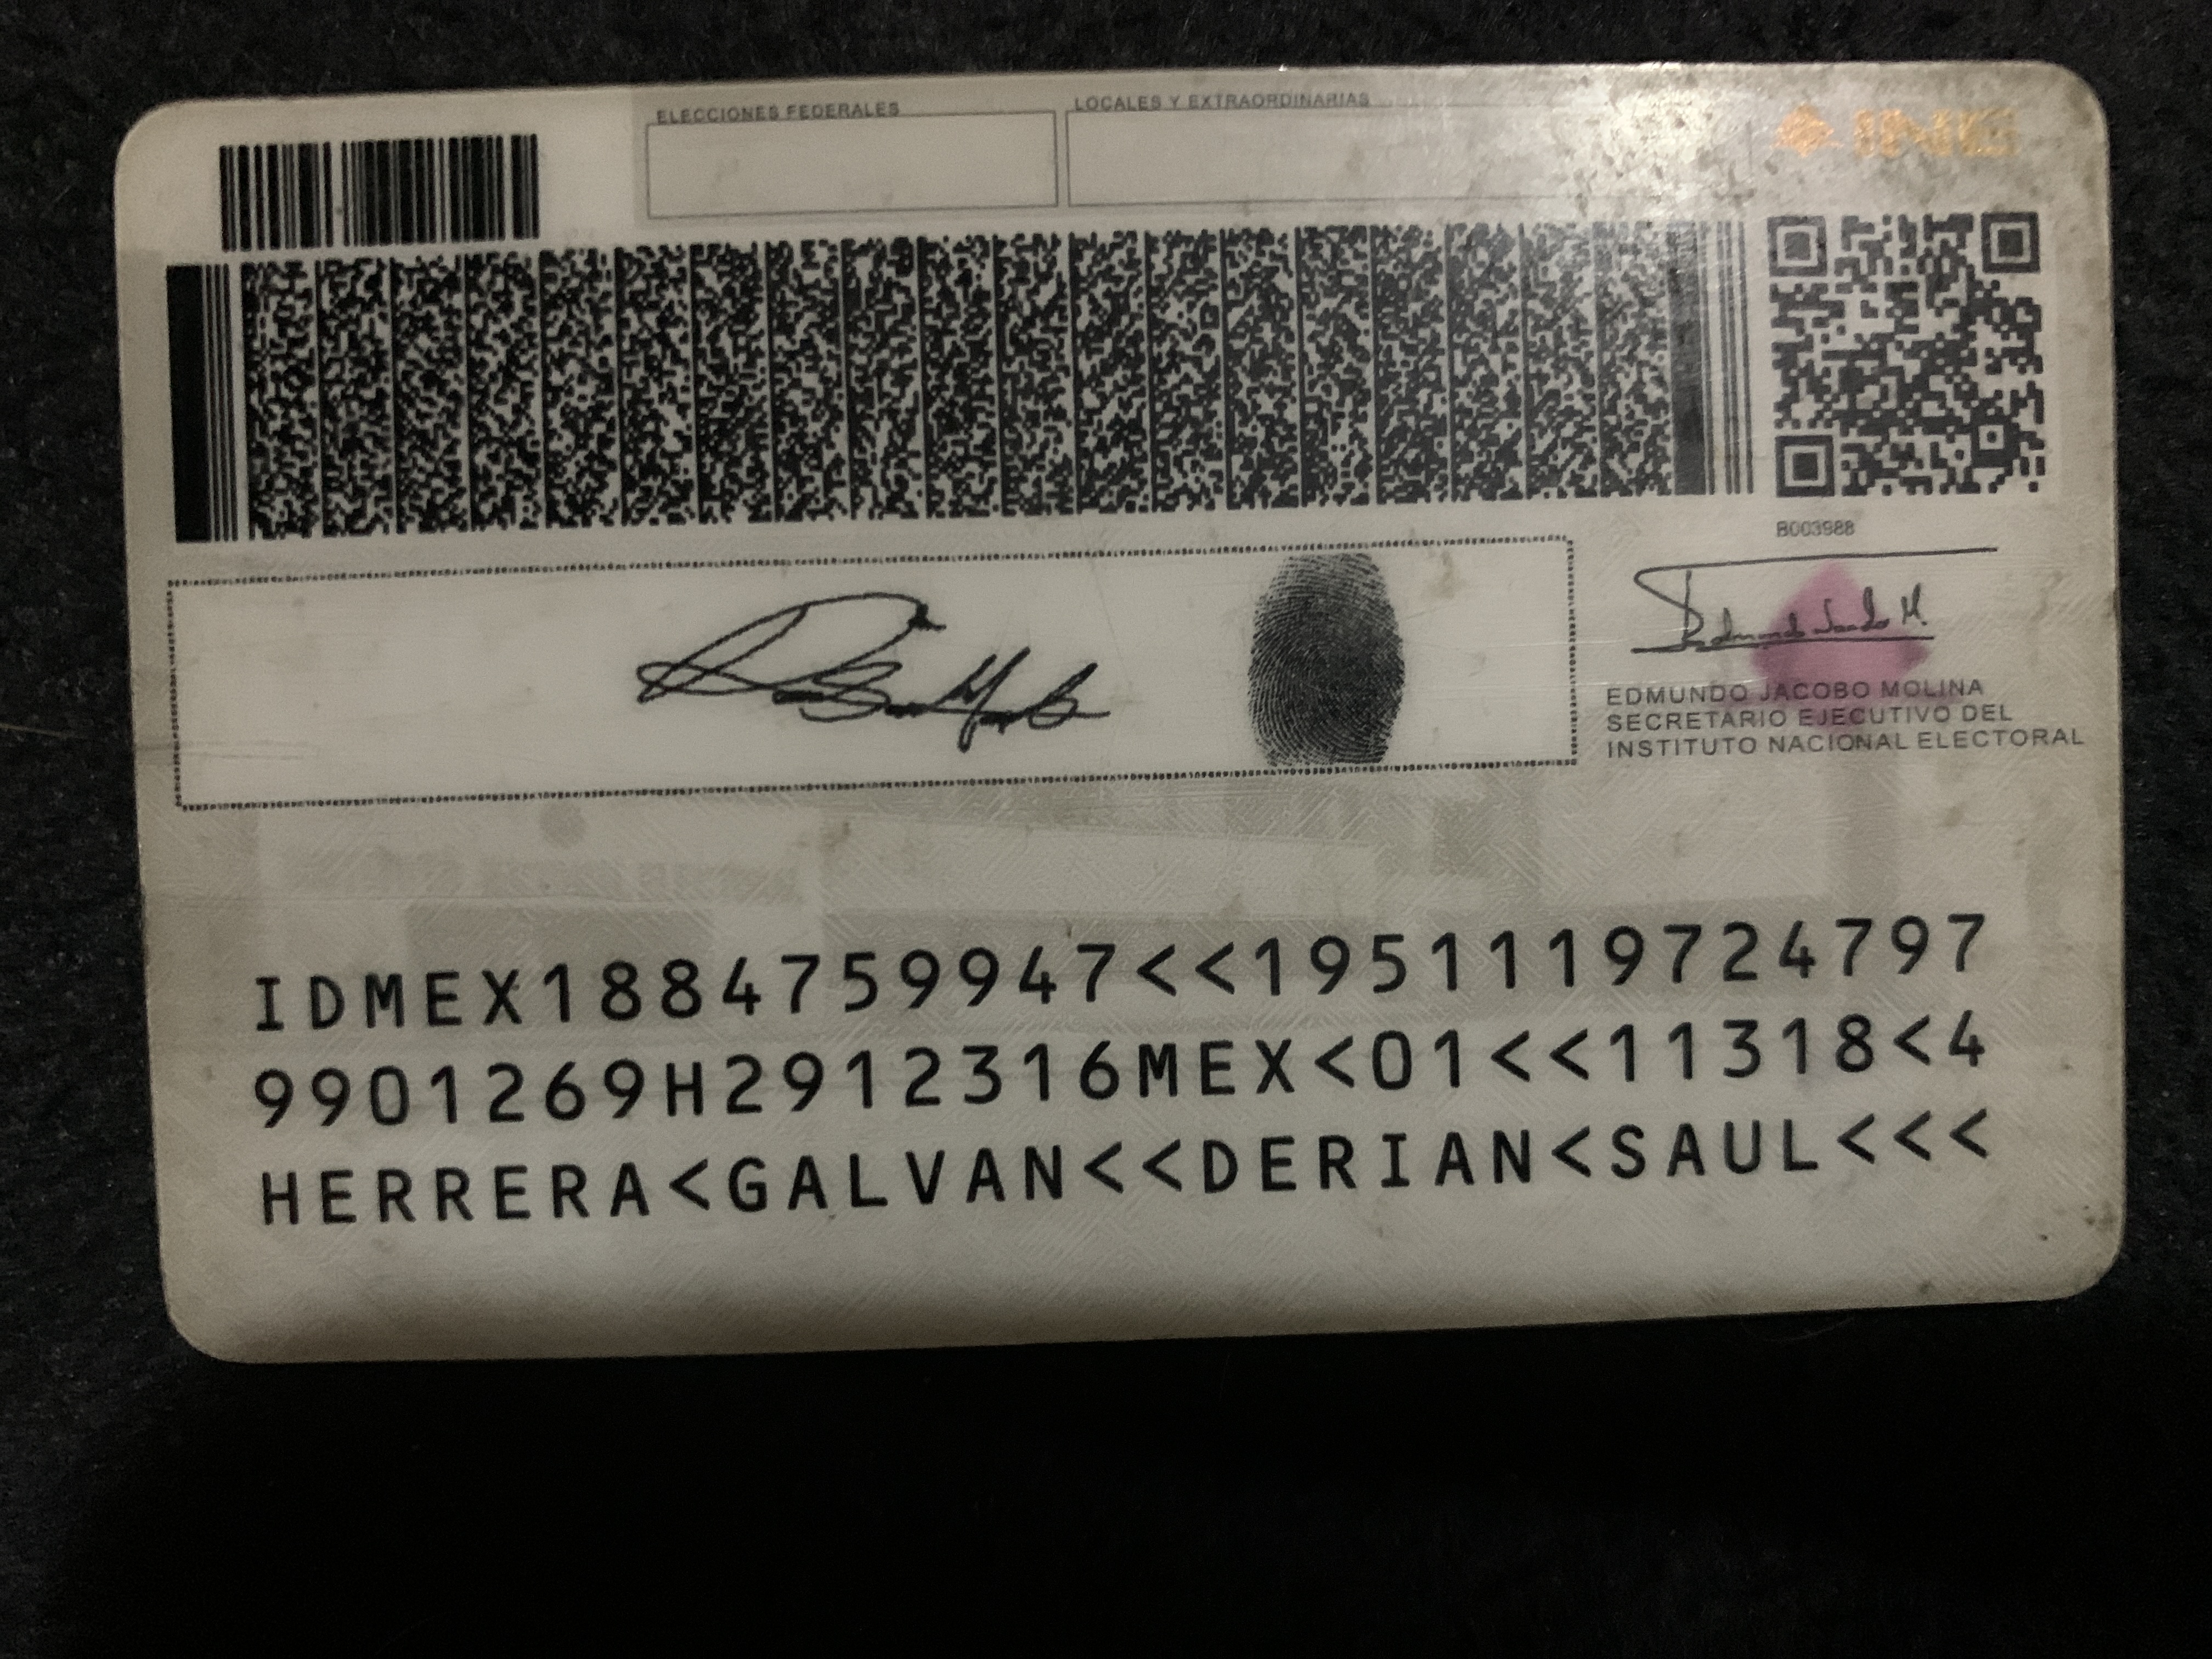 ELECCIONES FEDERALES
LOCALES Y EXTRAORDINARIAS
INE
B003988
EDMUNDO JACOBO MOLINA
SECRETARIO EJECUTIVO DEL
INSTITUTO NACIONAL ELECTORAL
IDMEX1884759947<<1951119724797
9901269H2912316MEX<01<<11318<4
HERRERA<GALVAN<<DERIAN<SAUL<<<